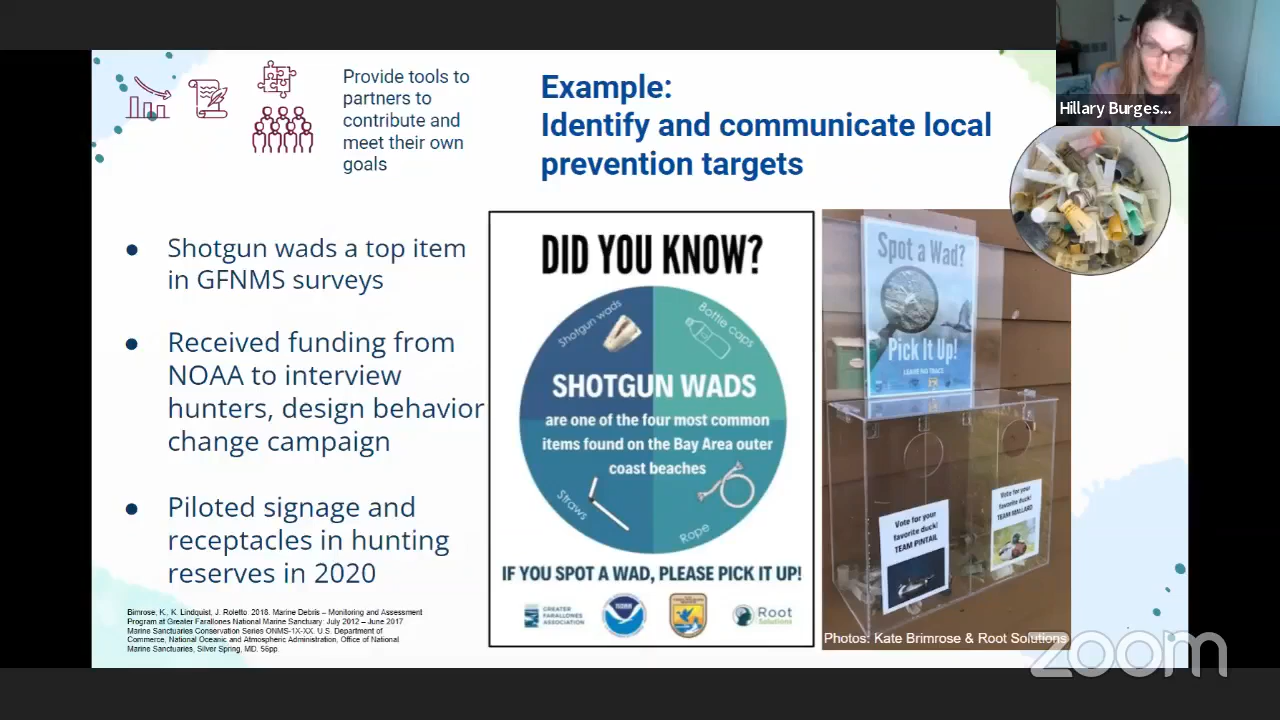 Provide tools to
partners to
contribute and
meet their own
goals
Example:
Identify and communicate local
prevention targets
Hillary Burges...
● Shotgun wads a top item
in GFNMS surveys
● Received funding from
NOAA to interview
hunters, design behavior
change campaign
● Piloted signage and
receptacles in hunting
reserves in 2020
Bimrose, K., K. Lindquist, J. Roletto. 2018. Marine Debris – Monitoring and Assessment
Program at Greater Farallones National Marine Sanctuary: July 2012 – June 2017
Marine Sanctuaries Conservation Series ONMS-1X-XX. U.S. Department of
Commerce, National Oceanic and Atmospheric Administration, Office of National
Marine Sanctuaries, Silver Spring, MD. 56pp.
DID YOU KNOW?
Shotgun wads
Bottle caps
SHOTGUN WADS
are one of the four most common
items found on the Bay Area outer
coast beaches
Straws
Rope
IF YOU SPOT A WAD, PLEASE PICK IT UP!
GREATER
FARALLONES
ASSOCIATION
NOAA
Root
Solutions
Spot a Wad?
Pick It Up!
LEAVE NO TRACE
Vote for your
favorite duck!
TEAM PINTAIL
Vote for your
favorite duck!
TEAM MALLARD
Photos: Kate Brimrose & Root Solutions
zoom